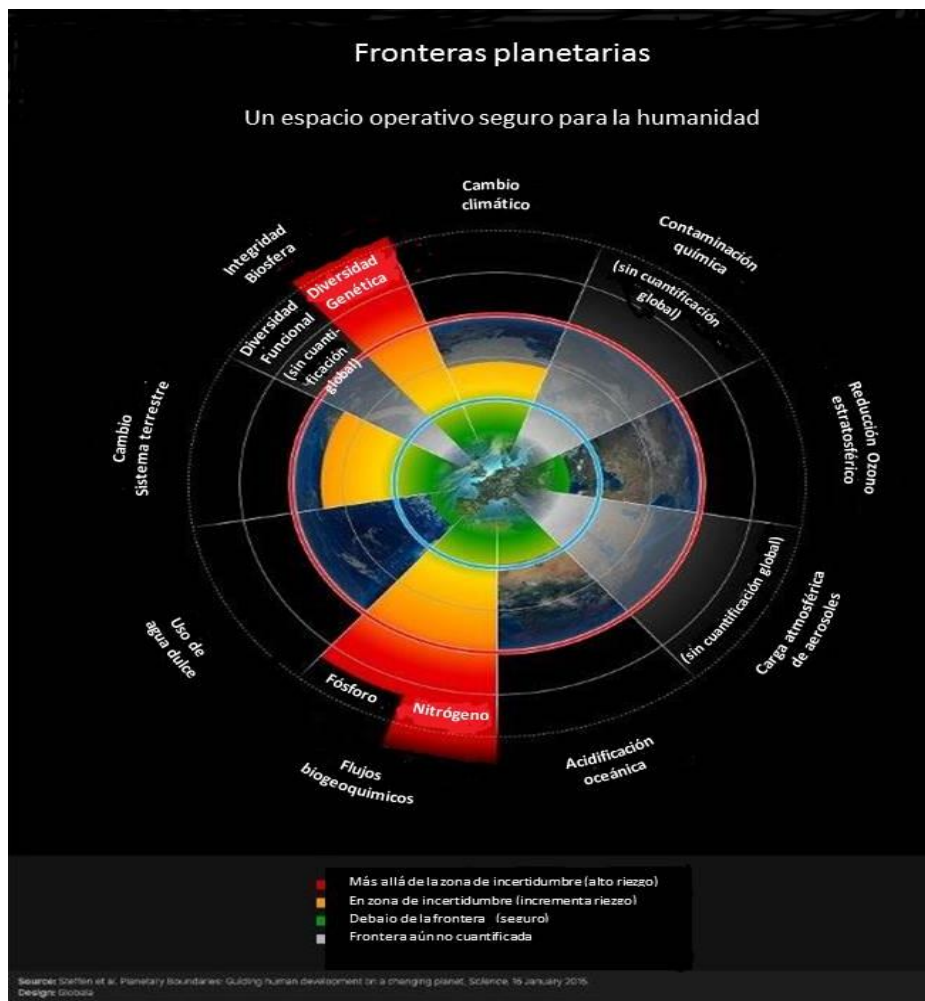 Fronteras planetarias
Un espacio operativo seguro para la humanidad
Cambio
climático
Contaminación
química
(sin cuantificación
global)
Reducción Ozono
estratosférico
Carga atmosférica
de aerosoles
(sin cuantificación global)
Acidificación
oceánica
Flujos
biogeoquimicos
Fósforo
Nitrógeno
Uso de
agua dulce
Cambio
Sistema terrestre
Integridad
Biosfera
Diversidad
Funcional
(sin cuanti-
ficación
global)
Diversidad
Genética
Más allá de la zona de incertidumbre (alto riezgo)
En zona de incertidumbre (incrementa riezgo)
Debaio de la frontera (seguro)
Frontera aún no cuantificada
Source: Steffen et al. Planetary Boundaries: Guiding human development on a changing planet, Science, 16 January 2015.
Design: Globaia